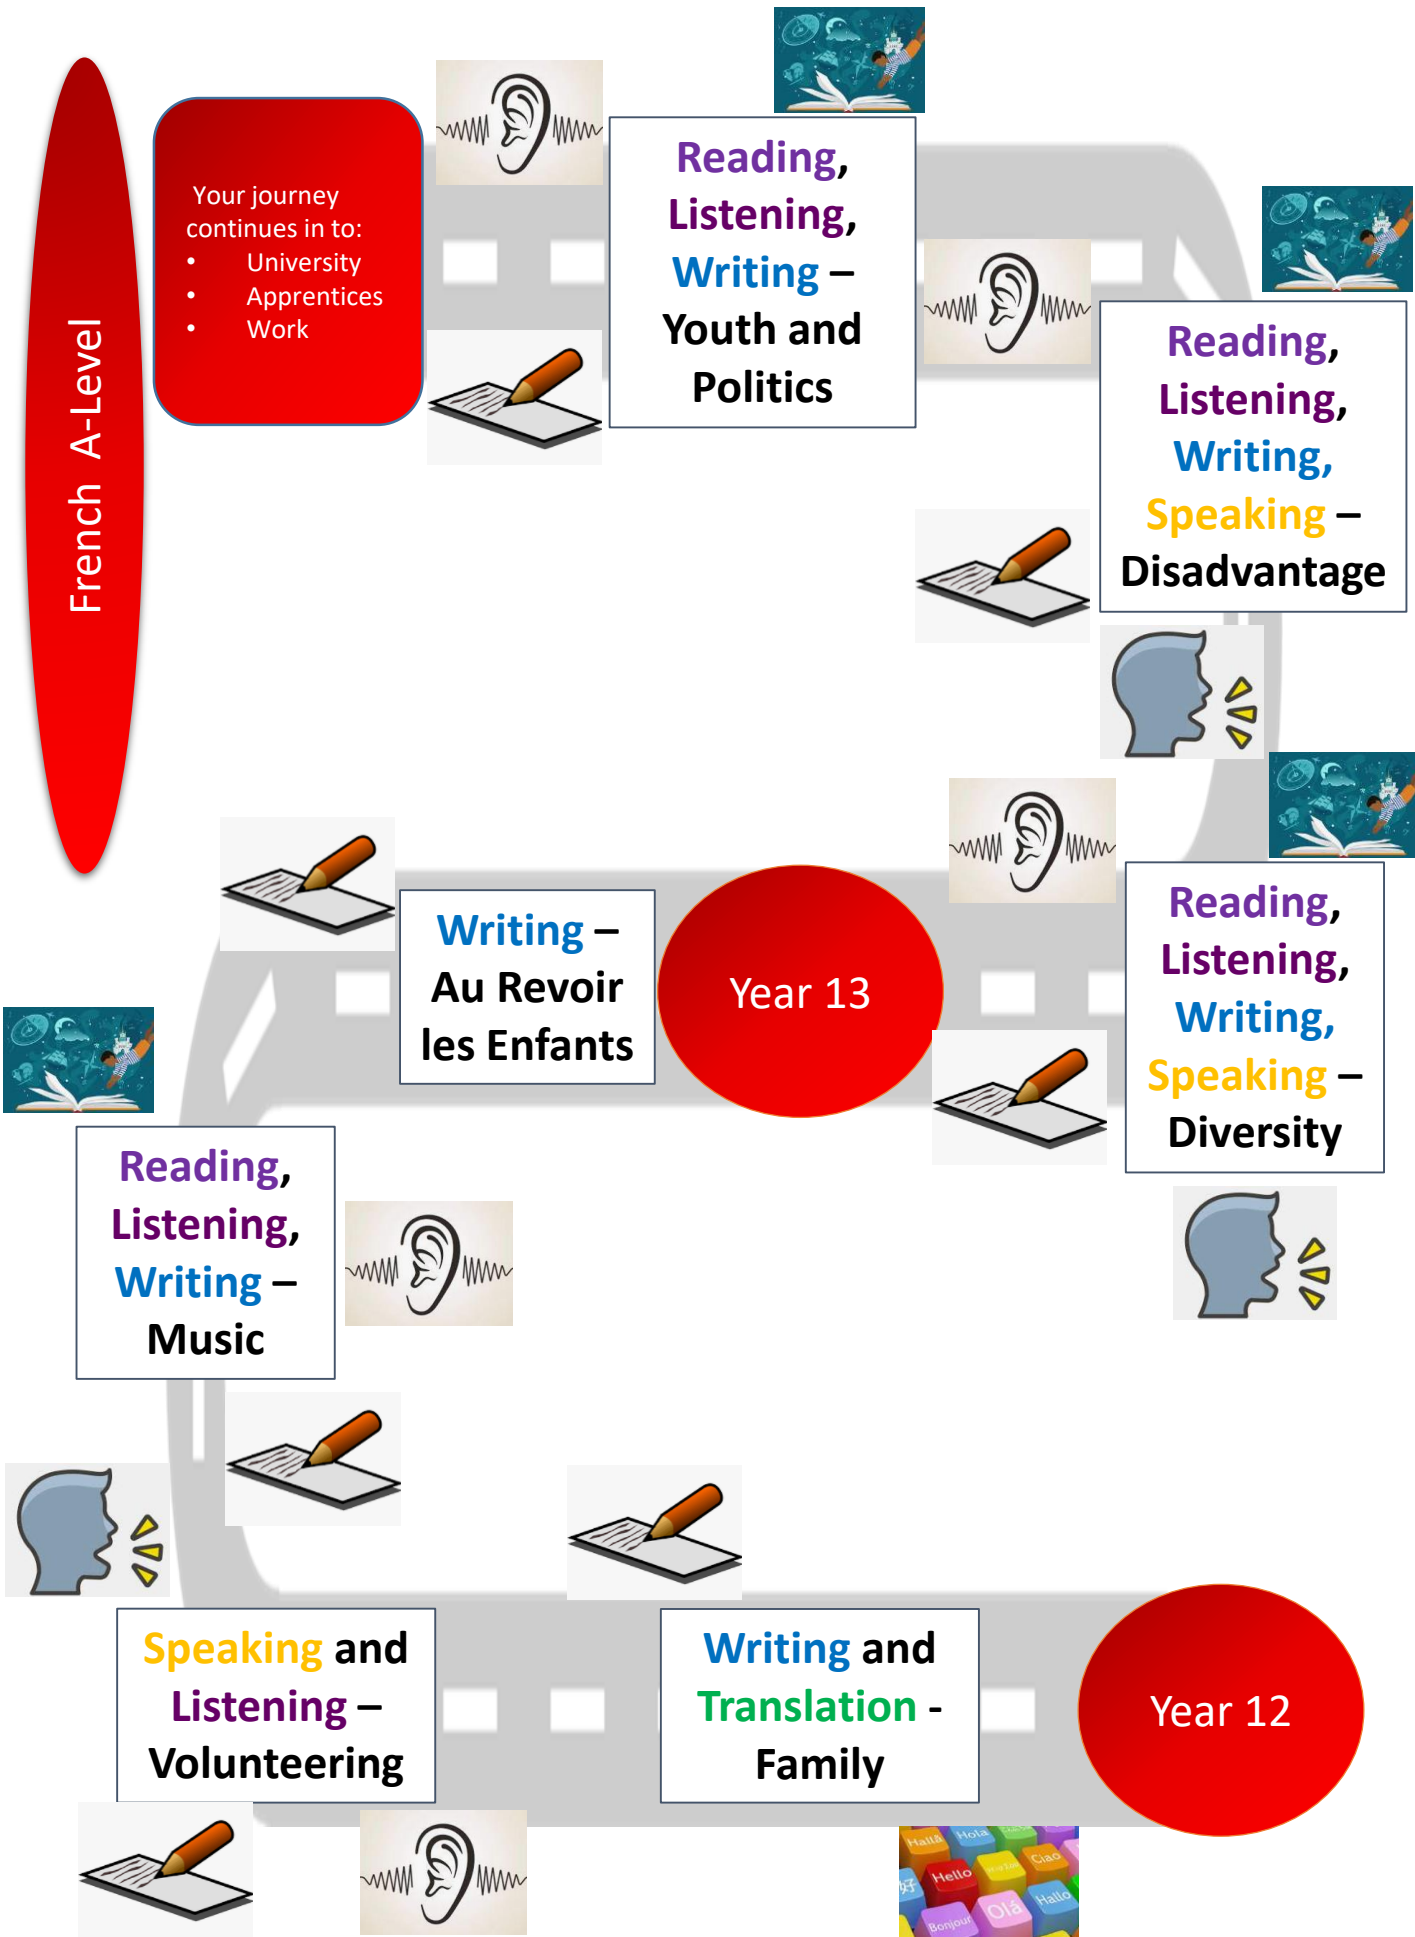 French A-Level
Your journey
continues in to:
• University
• Apprentices
• Work
Reading,
Listening,
Writing –
Youth and
Politics
Reading,
Listening,
Writing,
Speaking –
Disadvantage
Writing –
Au Revoir
les Enfants
Year 13
Reading,
Listening,
Writing,
Speaking –
Diversity
Reading,
Listening,
Writing –
Music
Speaking and
Listening –
Volunteering
Writing and
Translation -
Family
Year 12
Hallå
Hola
Hello
Ciao
好
Olá
Hallo
Bonjour